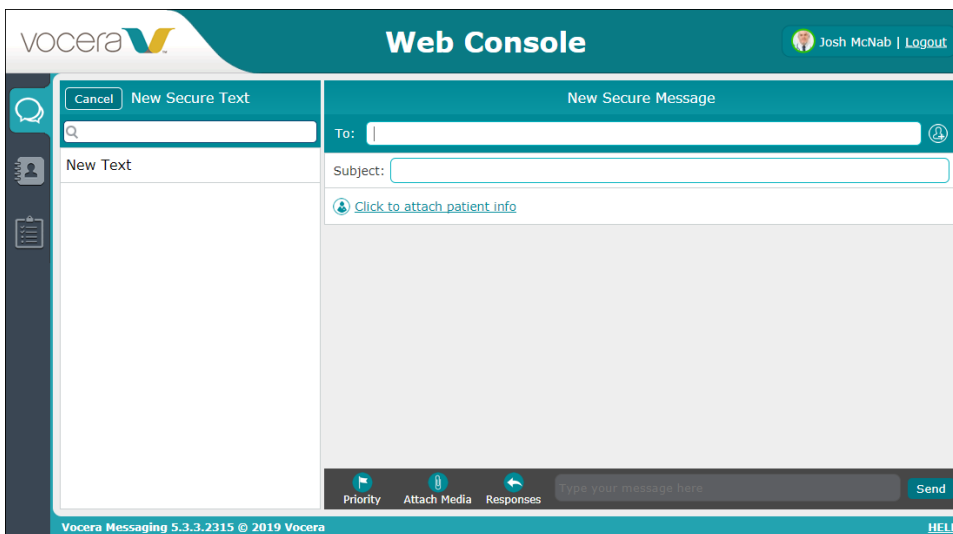 vocera
Web Console
Josh McNab | Logout
Cancel New Secure Text
New Secure Message
To:
New Text
Subject:
Click to attach patient info
Priority Attach Media Responses
Type your message here
Send
Vocera Messaging 5.3.3.2315 © 2019 Vocera
HEL